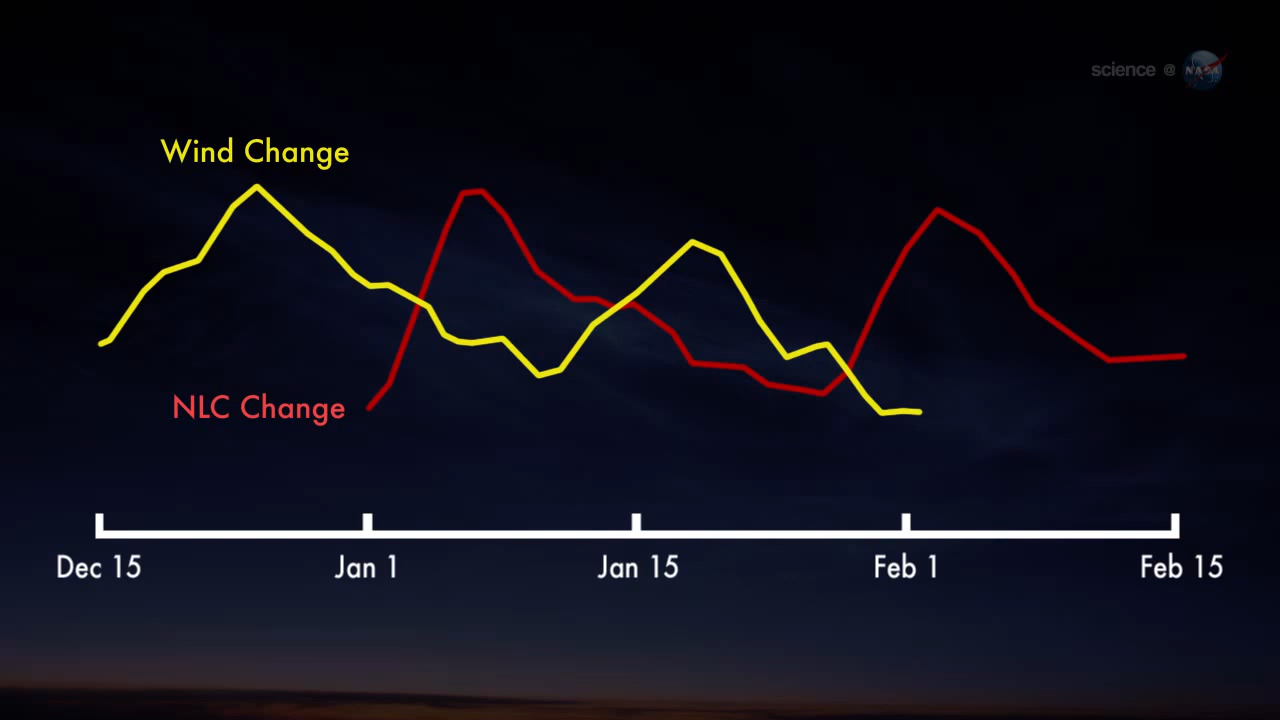 science @ NASA
Wind Change
NLC Change
Dec 15
Jan 1
Jan 15
Feb 1
Feb 15